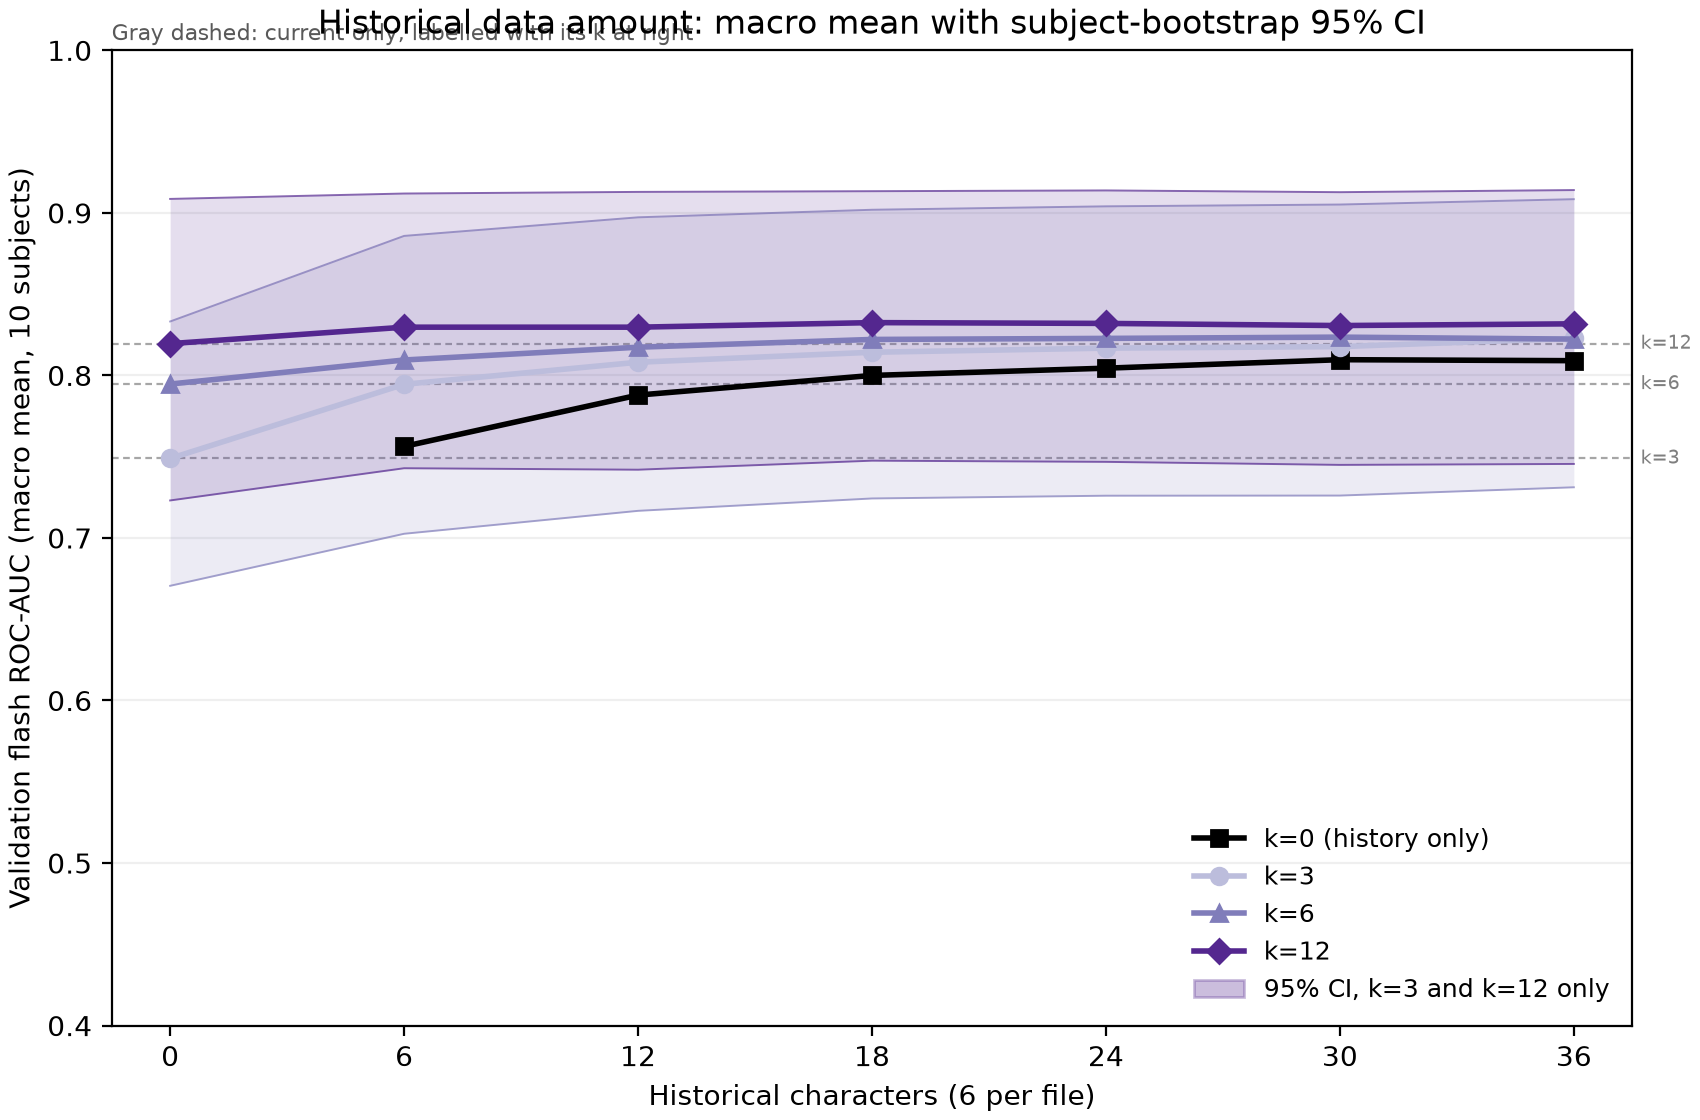 Historical data amount: macro mean with subject-bootstrap 95% CI
Gray dashed: current only, labelled with its k at right
Validation flash ROC-AUC (macro mean, 10 subjects)
1.0
0.9
0.8
0.7
0.6
0.5
0.4
k=12
k=6
k=3
k=0 (history only)
k=3
k=6
k=12
95% CI, k=3 and k=12 only
0 6 12 18 24 30 36
Historical characters (6 per file)